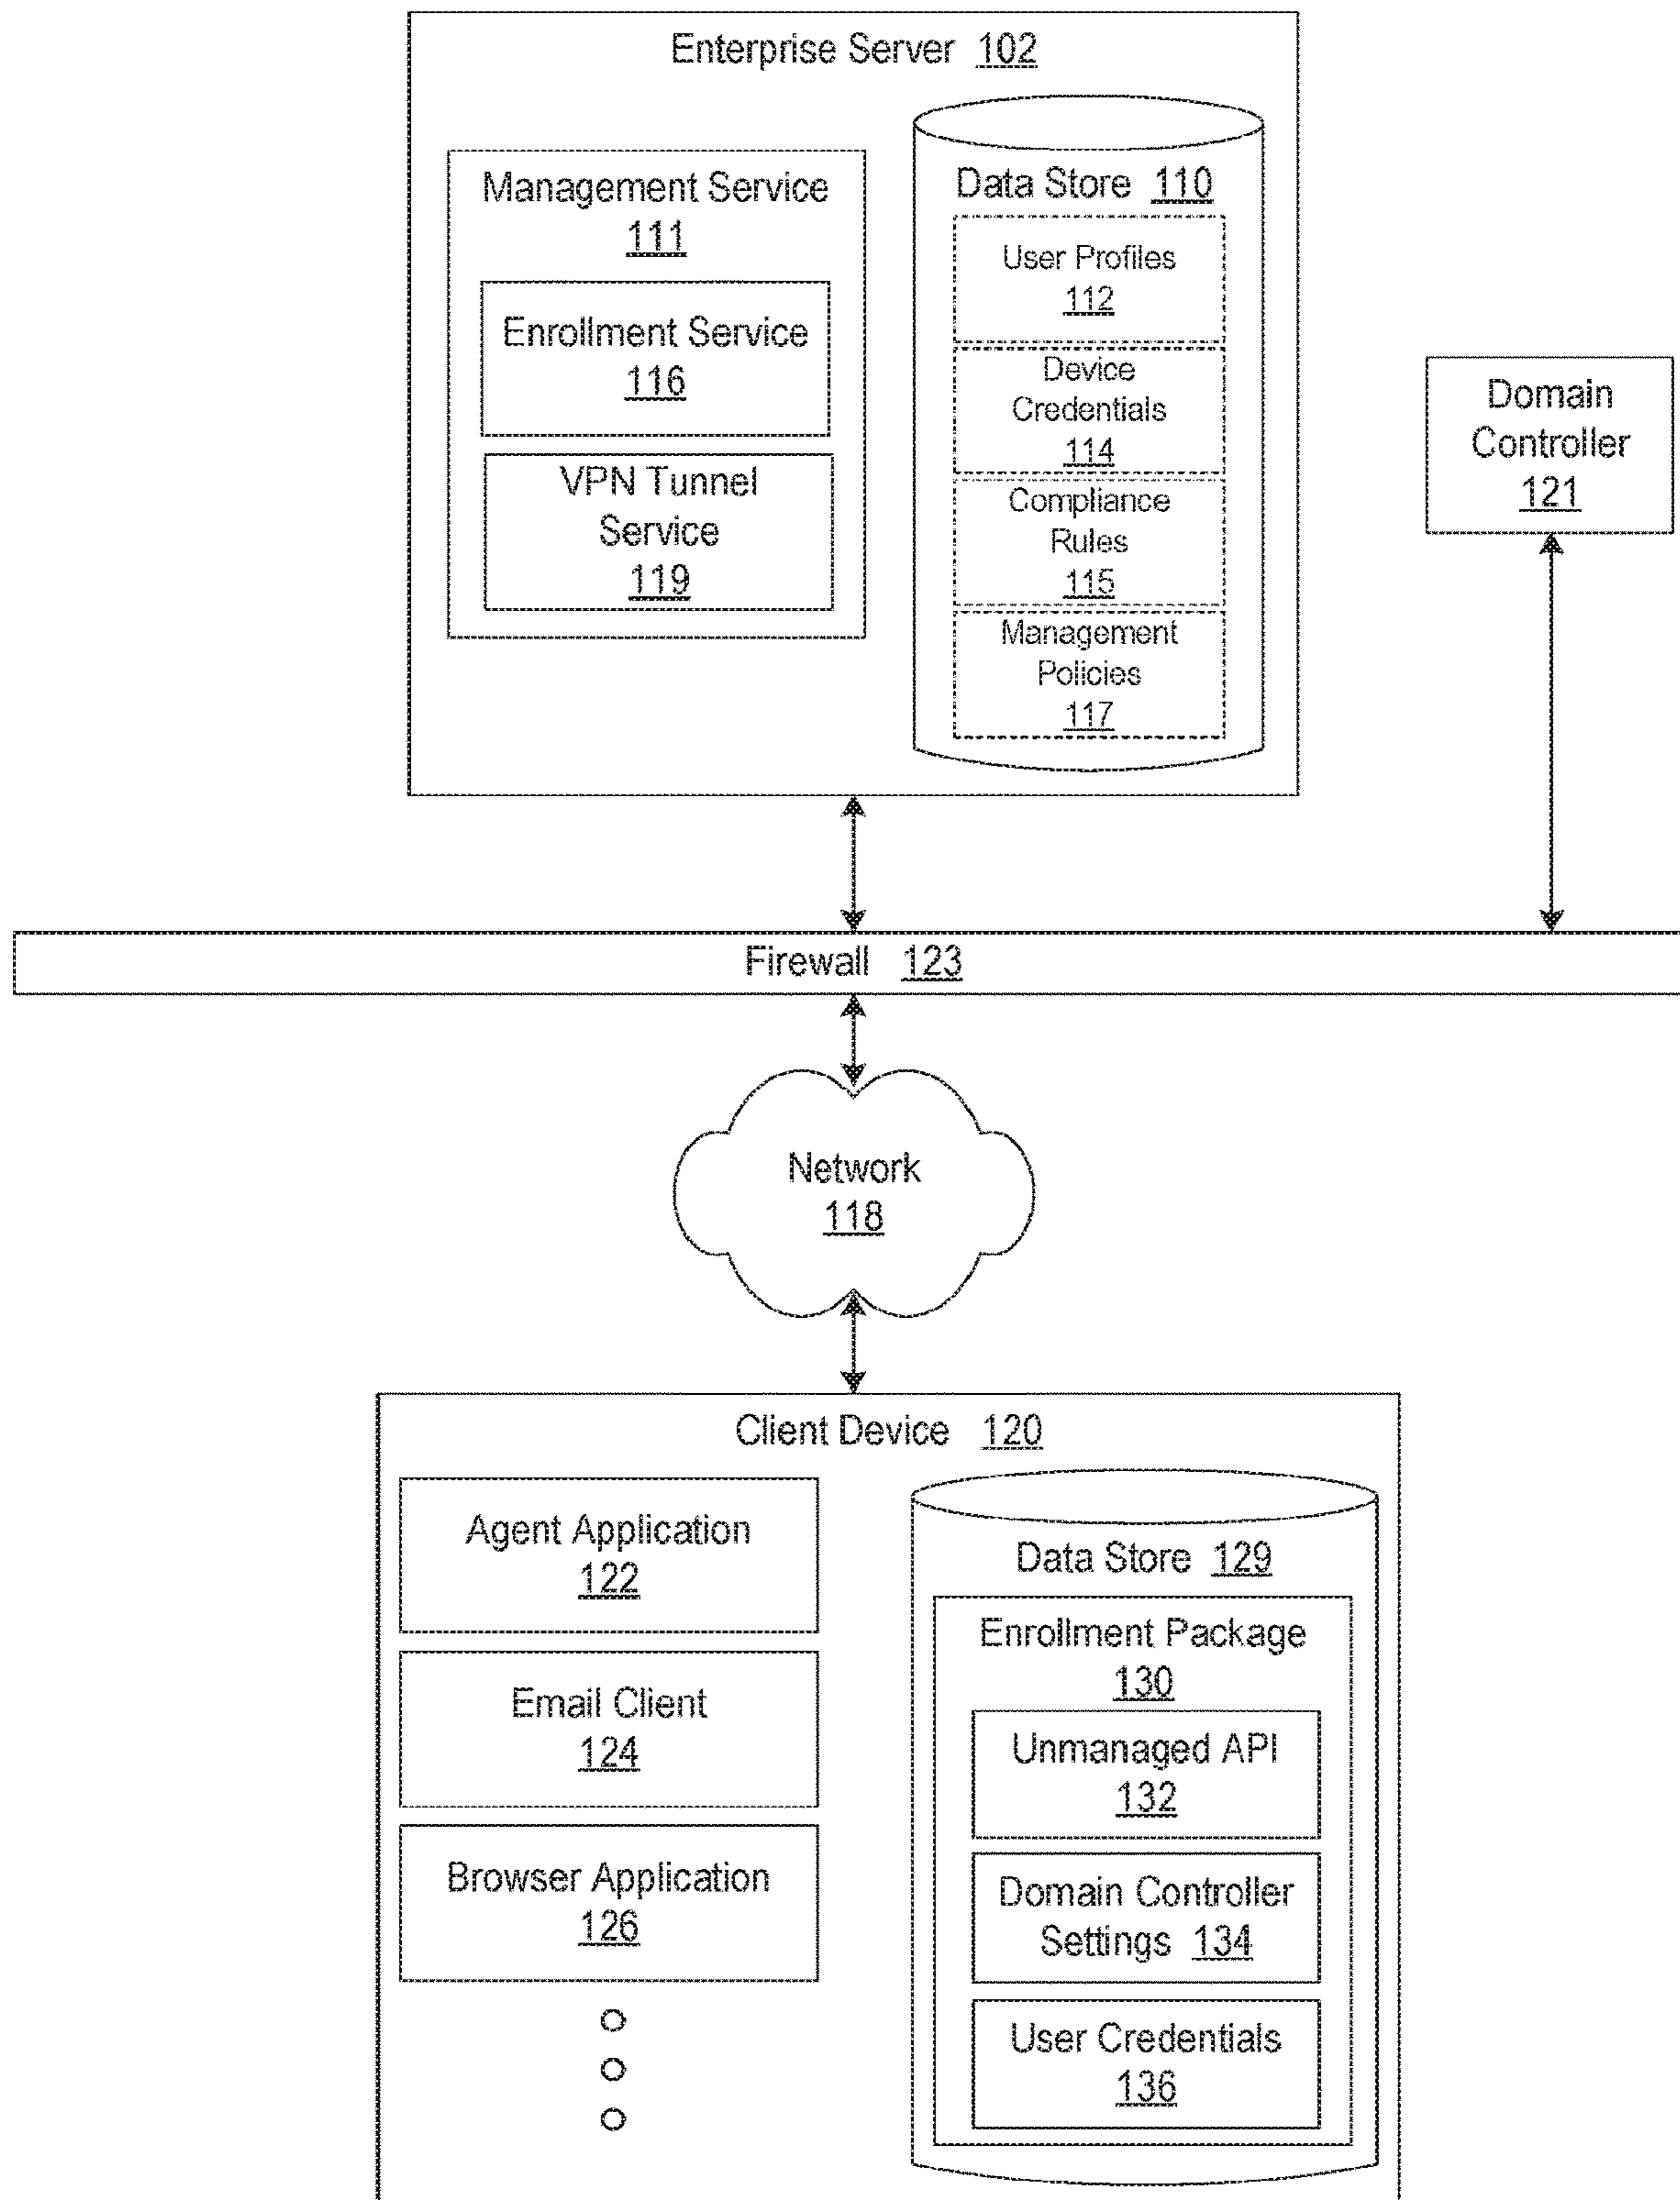 Enterprise Server 102
Management Service
111
Enrollment Service
116
VPN Tunnel
Service
119
Data Store 110
User Profiles
112
Device
Credentials
114
Compliance
Rules
115
Management
Policies
117
Domain
Controller
121
Firewall 123
Network
118
Client Device 120
Agent Application
122
Email Client
124
Browser Application
126
Data Store 129
Enrollment Package
130
Unmanaged API
132
Domain Controller
Settings 134
User Credentials
136